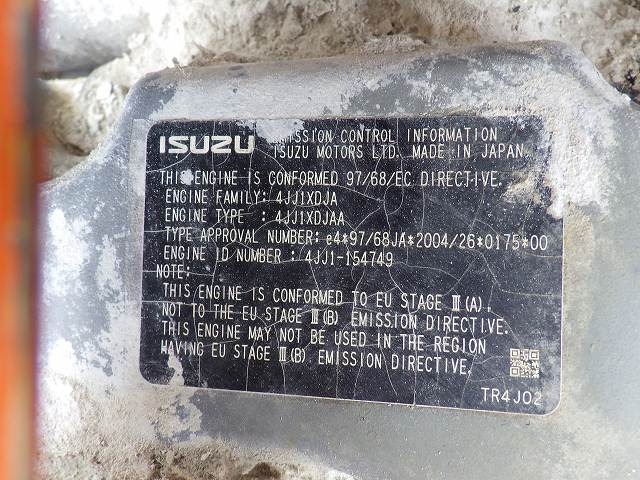 ISUZU EMISSION CONTROL INFORMATION
ISUZU MOTORS LTD. MADE IN JAPAN.
THIS ENGINE IS CONFORMED 97/68/EC DIRECTIVE.
ENGINE FAMILY: 4JJ1XDJA
ENGINE TYPE : 4JJ1XDJAA
TYPE APPROVAL NUMBER: e4*97/68JA*2004/26*0175*00
ENGINE ID NUMBER : 4JJ1-154749
NOTE:
THIS ENGINE IS CONFORMED TO EU STAGE Ⅲ(A),
NOT TO THE EU STAGE Ⅲ(B) EMISSION DIRECTIVE.
THIS ENGINE MAY NOT BE USED IN THE REGION
HAVING EU STAGE Ⅲ(B) EMISSION DIRECTIVE.
TR4J02